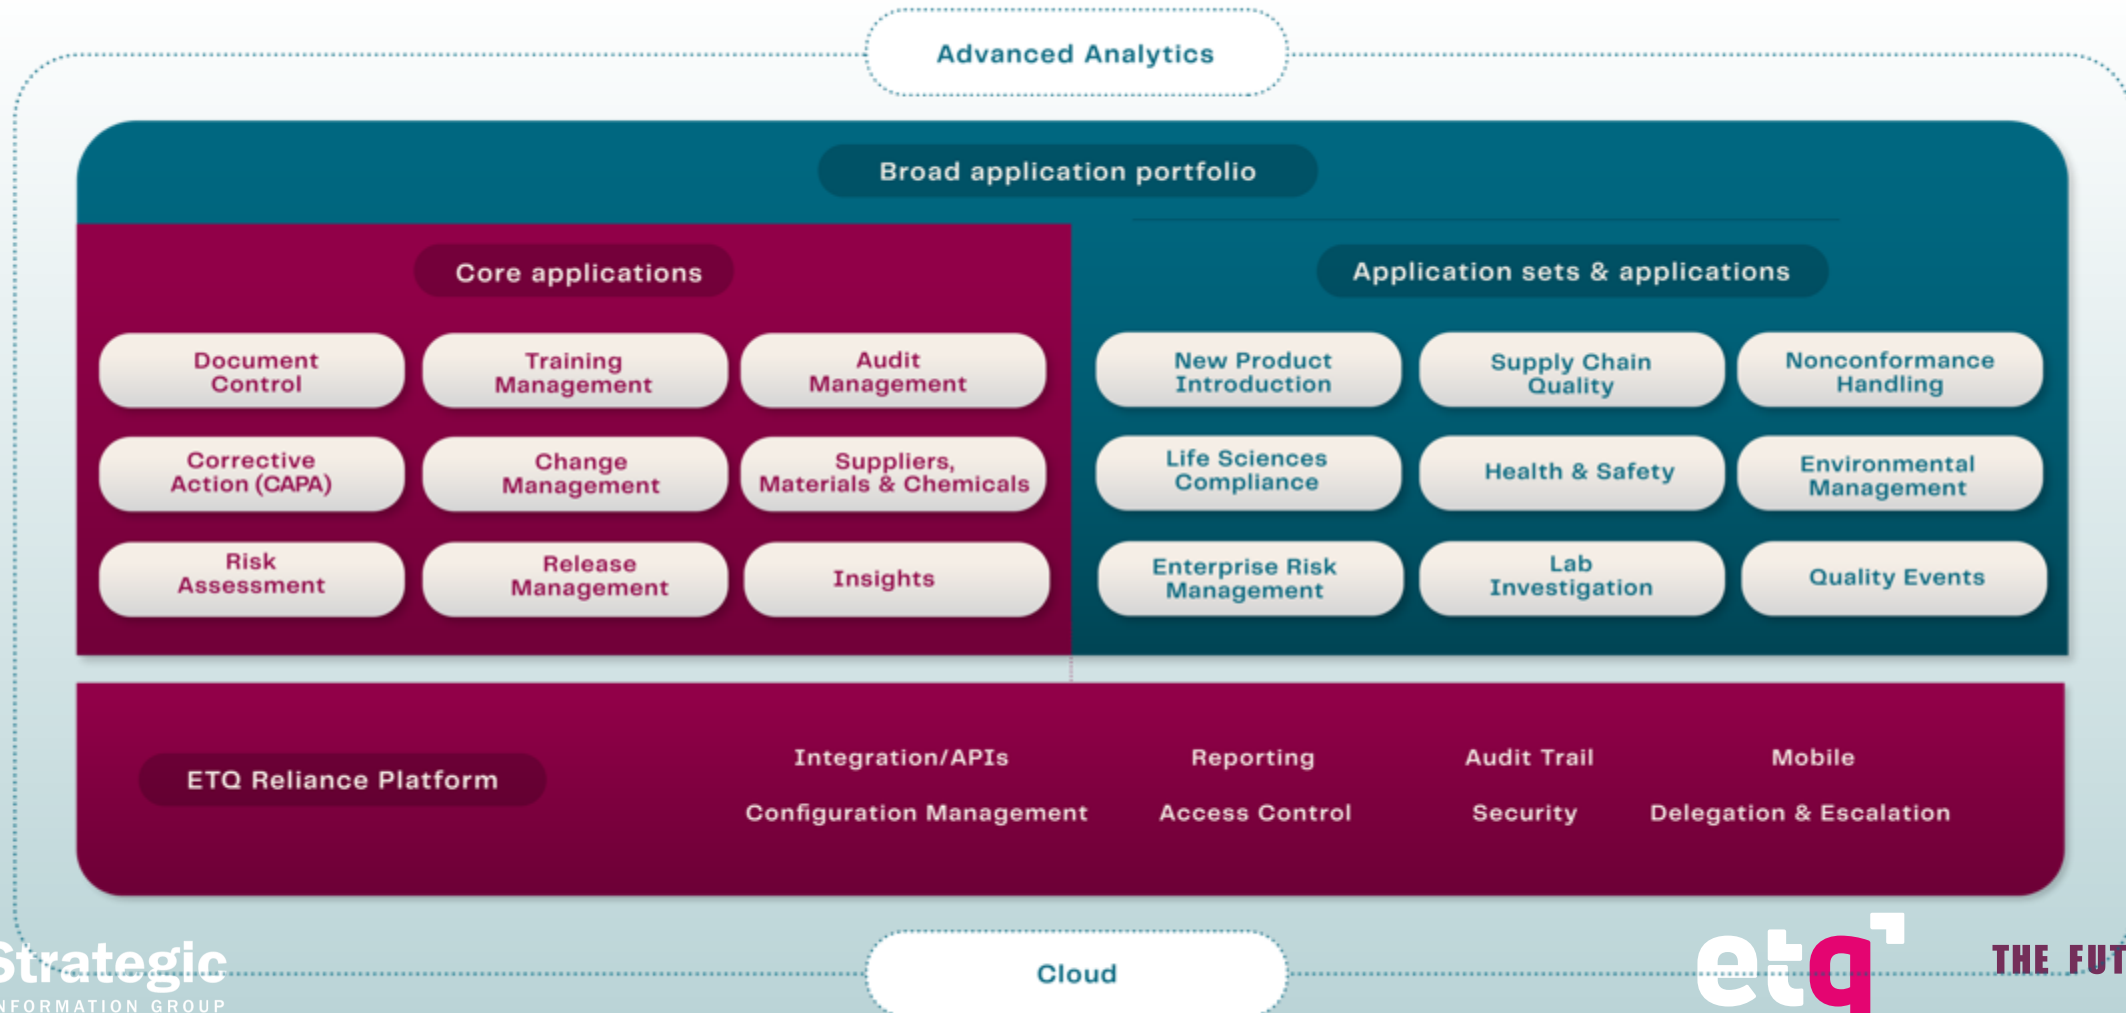 Advanced Analytics
Broad application portfolio
Core applications
Document
Control
Training
Management
Audit
Management
Corrective
Action (CAPA)
Change
Management
Suppliers,
Materials & Chemicals
Risk
Assessment
Release
Management
Insights
Application sets & applications
New Product
Introduction
Supply Chain
Quality
Nonconformance
Handling
Life Sciences
Compliance
Health & Safety
Environmental
Management
Enterprise Risk
Management
Lab
Investigation
Quality Events
ETQ Reliance Platform
Integration/APIs
Reporting
Audit Trail
Mobile
Configuration Management
Access Control
Security
Delegation & Escalation
Cloud
Strategic
NFORMATION GROUP
etq
THE FUT